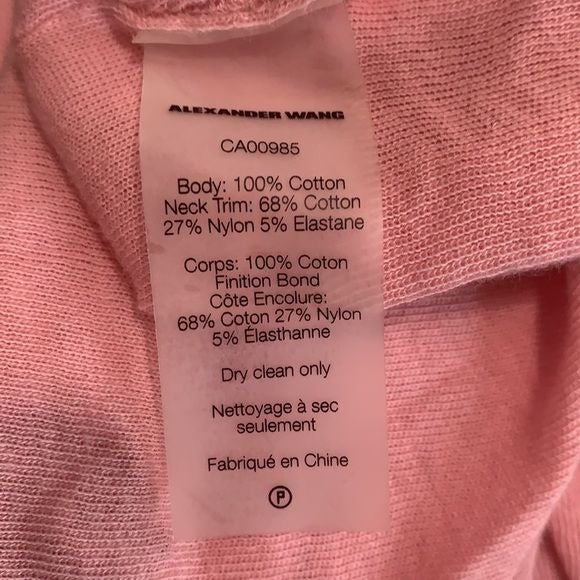 ALEXANDER WANG
CA00985
Body: 100% Cotton
Neck Trim: 68% Cotton
27% Nylon 5% Elastane
Corps: 100% Coton
Finition Bond
Côte Encolure:
68% Coton 27% Nylon
5% Élasthanne
Dry clean only
Nettoyage à sec
seulement
Fabriqué en Chine
P